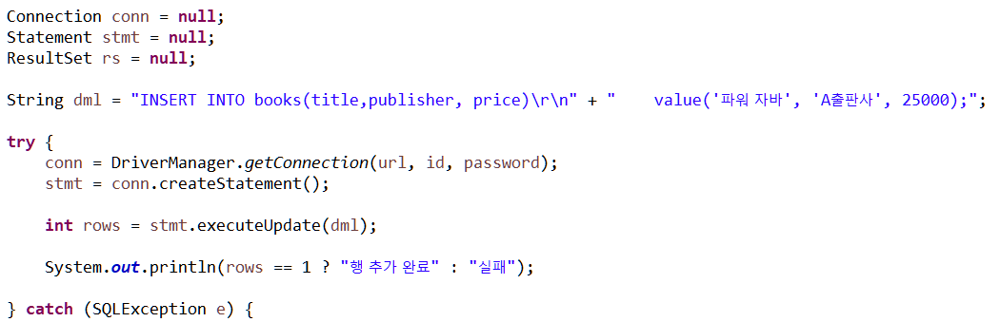 Connection conn = null;
Statement stmt = null;
ResultSet rs = null;
String dml = "INSERT INTO books(title,publisher, price)\r\n" + "    value('파워 자바', 'A출판사', 25000);";
try {
conn = DriverManager.getConnection(url, id, password);
stmt = conn.createStatement();
int rows = stmt.executeUpdate(dml);
System.out.println(rows == 1 ? "행 추가 완료" : "실패");
} catch (SQLException e) {